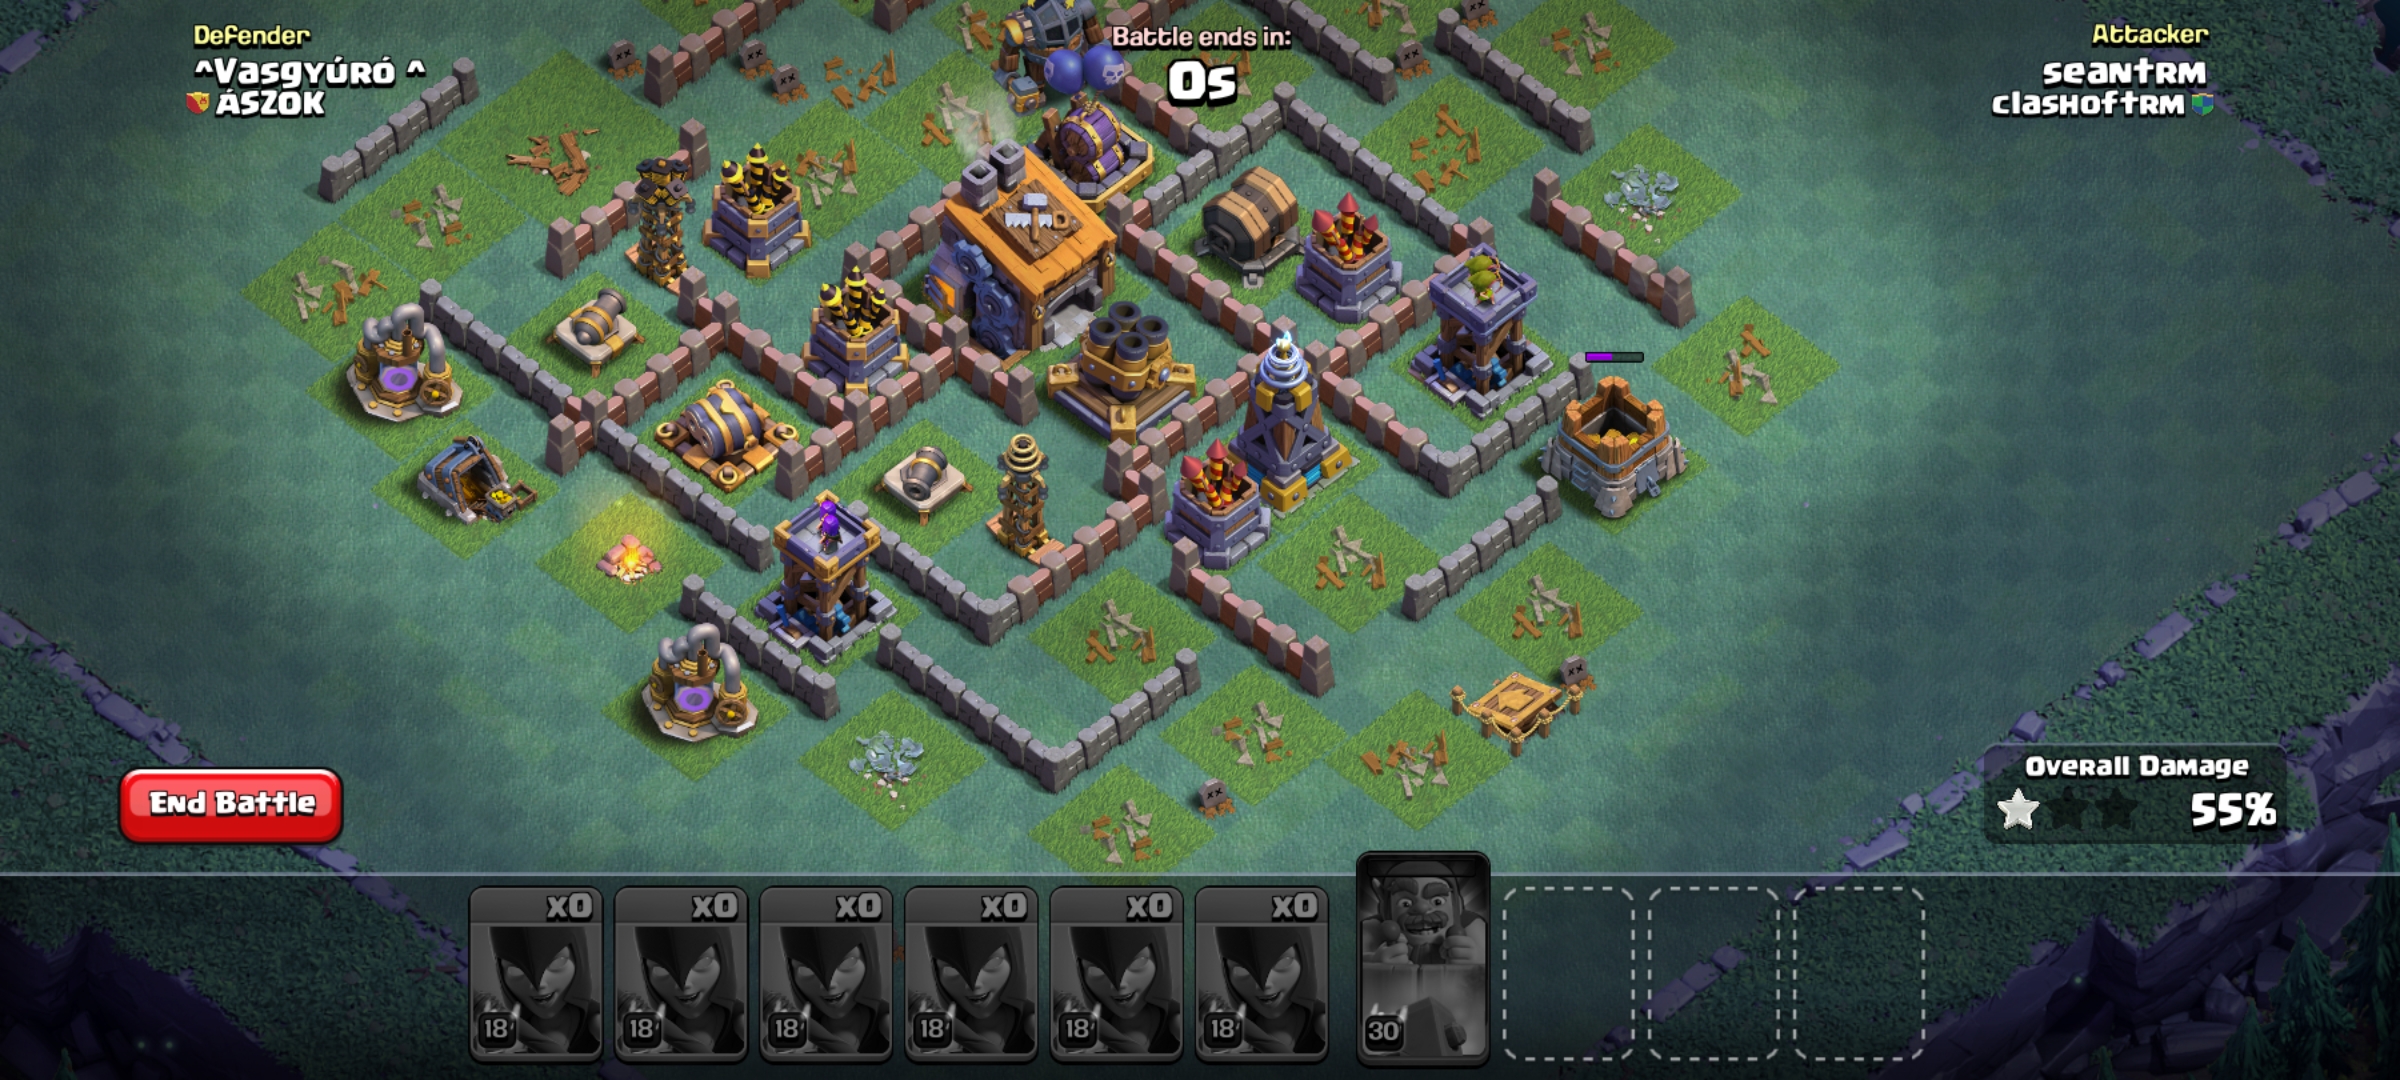 Defender
^Vasgyúró ^
ÁSZOK
Battle ends in:
0s
Attacker
seantrm
clashoftrm
End Battle
Overall Damage
55%
x0
x0
x0
x0
x0
x0
18
18
18
18
18
18
30